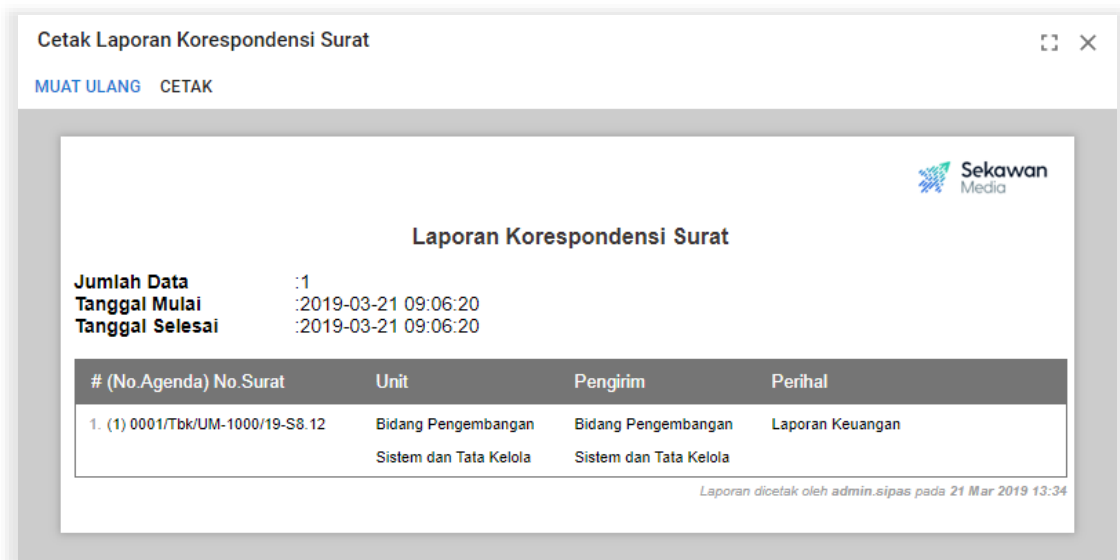 Cetak Laporan Korespondensi Surat
MUAT ULANG CETAK
Sekawan
Media
Laporan Korespondensi Surat
Jumlah Data :1
Tanggal Mulai :2019-03-21 09:06:20
Tanggal Selesai :2019-03-21 09:06:20
# (No.Agenda) No.Surat Unit Pengirim Perihal
1. (1) 0001/Tbk/UM-1000/19-S8.12 Bidang Pengembangan Bidang Pengembangan Laporan Keuangan
Sistem dan Tata Kelola Sistem dan Tata Kelola
Laporan dicetak oleh admin.sipas pada 21 Mar 2019 13:34